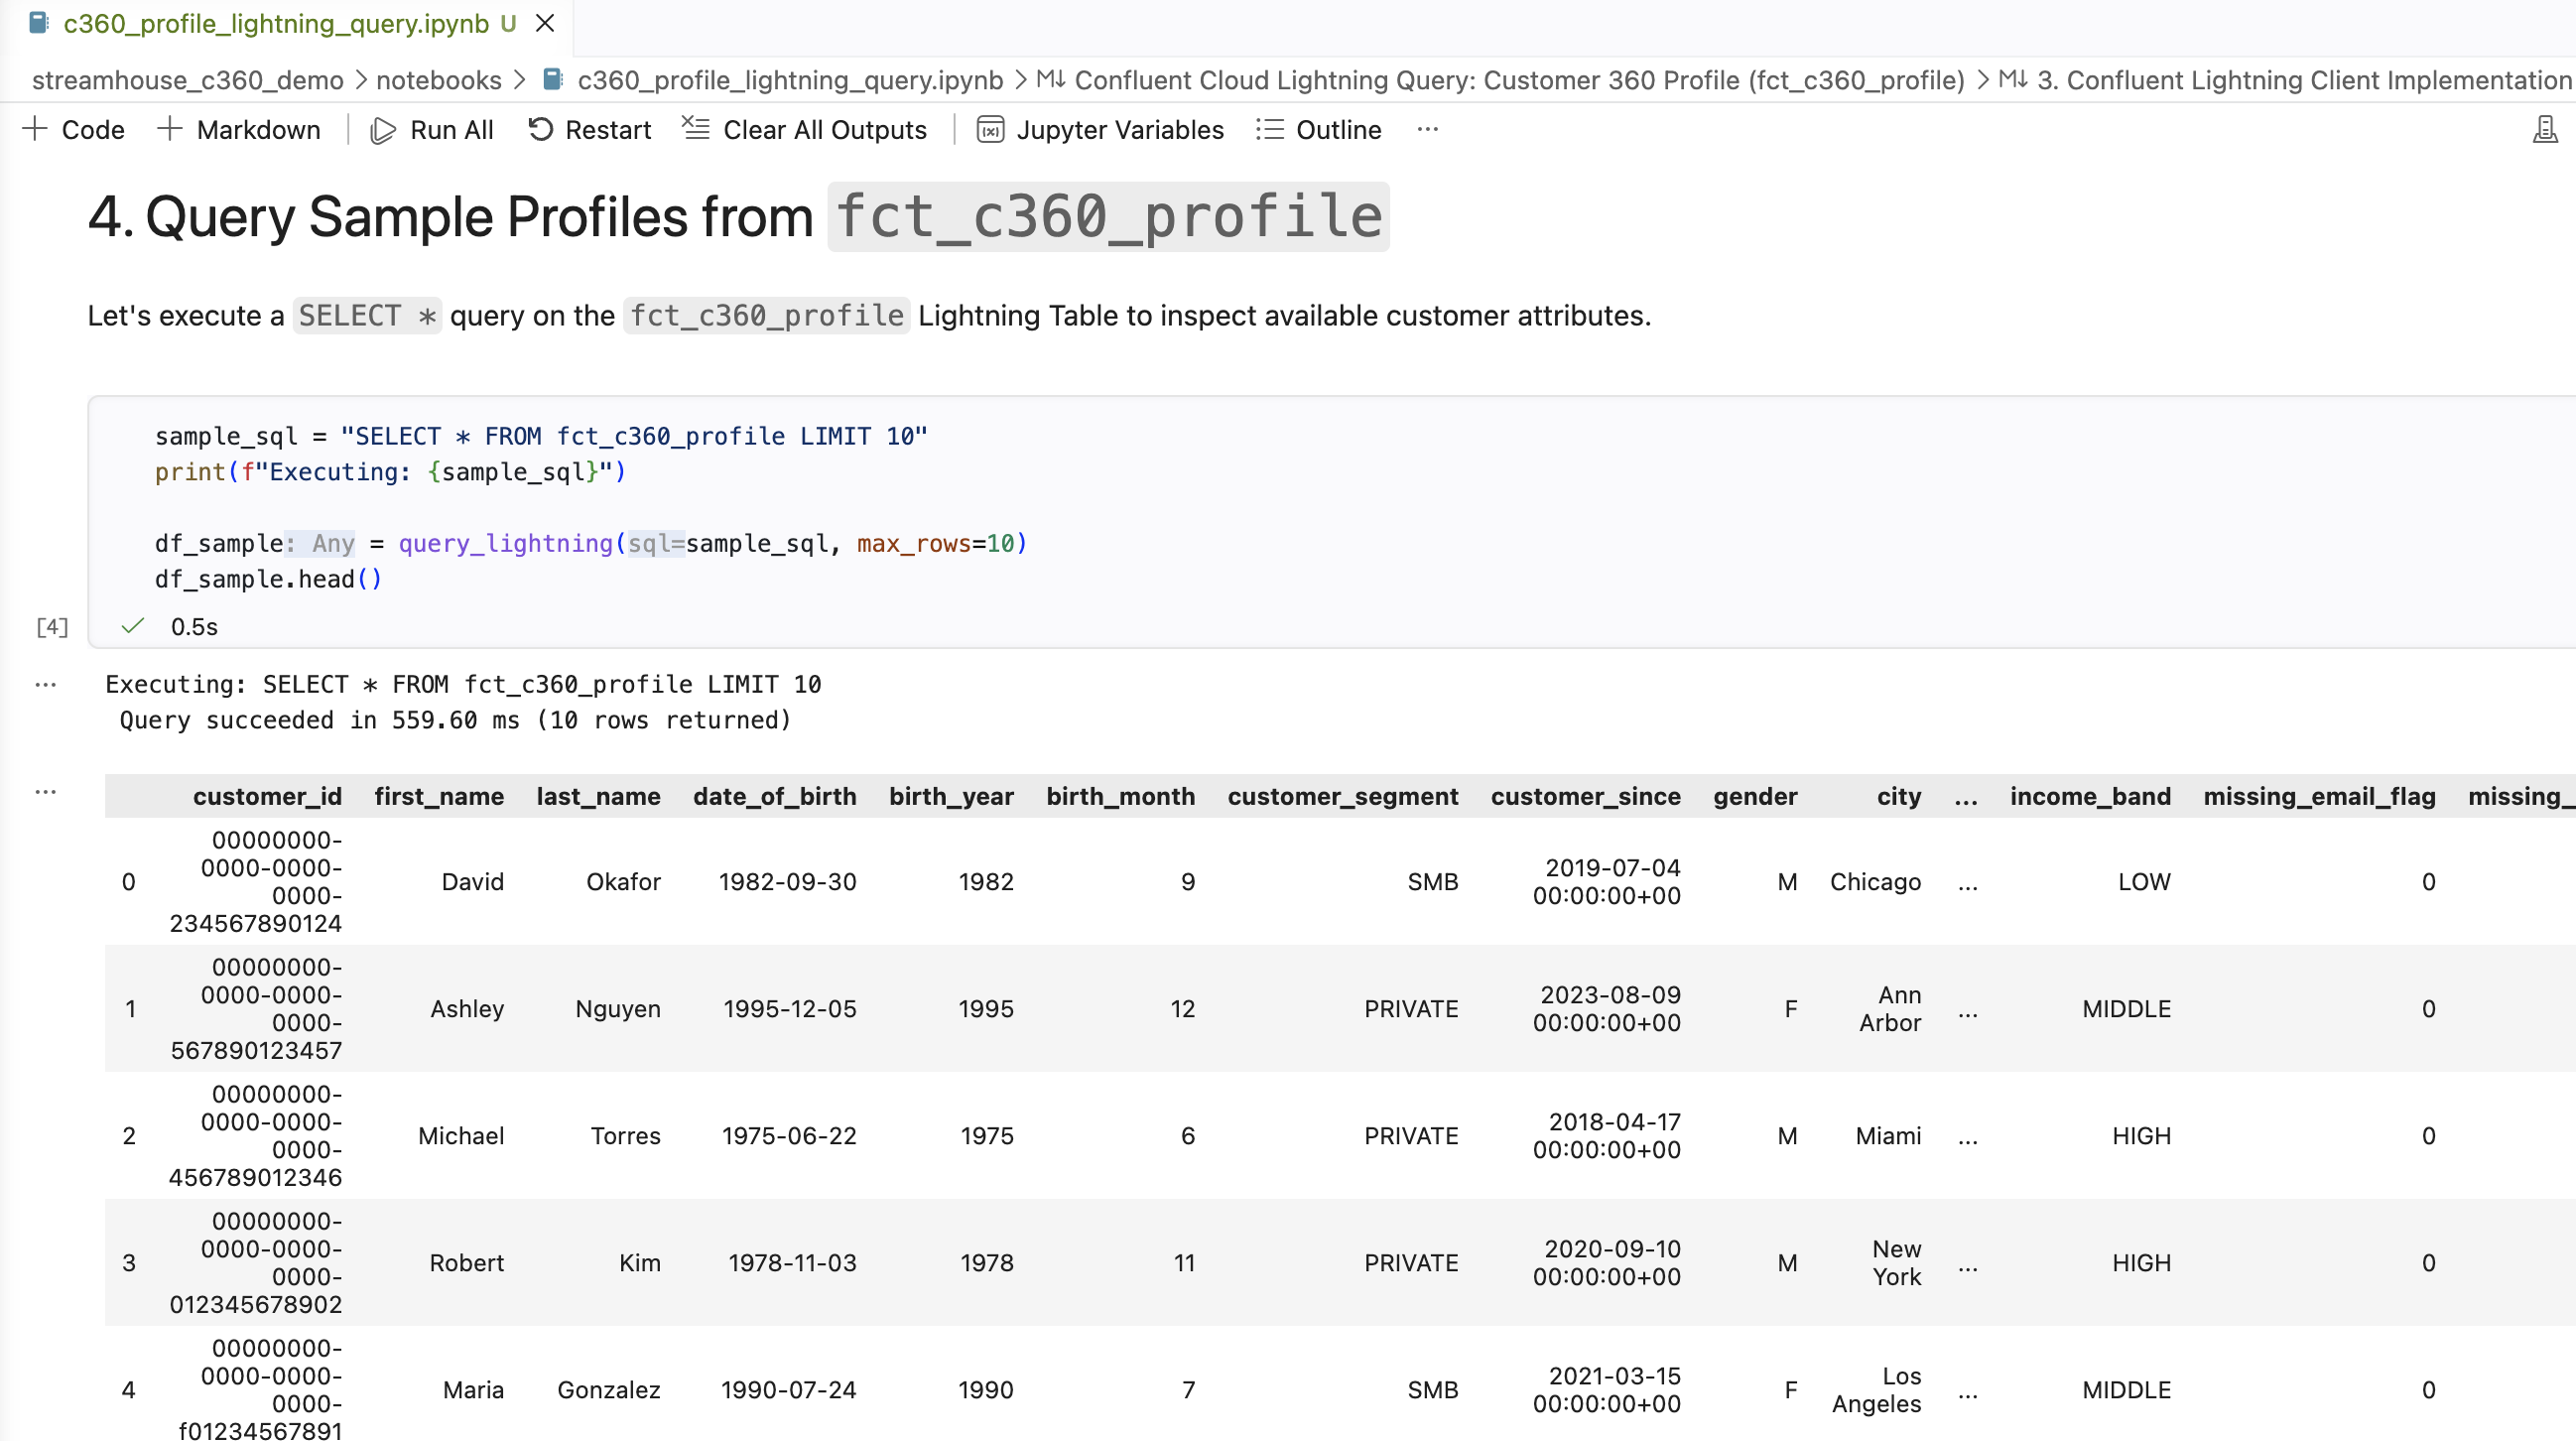 c360_profile_lightning_query.ipynb U
streamhouse_c360_demo > notebooks > c360_profile_lightning_query.ipynb > M↓ Confluent Cloud Lightning Query: Customer 360 Profile (fct_c360_profile) > M↓ 3. Confluent Lightning Client Implementation
+ Code + Markdown Run All Restart Clear All Outputs Jupyter Variables Outline ...
4. Query Sample Profiles from fct_c360_profile
Let's execute a SELECT * query on the fct_c360_profile Lightning Table to inspect available customer attributes.
sample_sql = "SELECT * FROM fct_c360_profile LIMIT 10"
print(f"Executing: {sample_sql}")
df_sample: Any = query_lightning(sql=sample_sql, max_rows=10)
df_sample.head()
[4] 0.5s
... Executing: SELECT * FROM fct_c360_profile LIMIT 10
Query succeeded in 559.60 ms (10 rows returned)
... customer_id first_name last_name date_of_birth birth_year birth_month customer_segment customer_since gender city ... income_band missing_email_flag missing_
0 00000000-0000-0000-0000-234567890124 David Okafor 1982-09-30 1982 9 SMB 2019-07-04 00:00:00+00 M Chicago ... LOW 0
1 00000000-0000-0000-0000-567890123457 Ashley Nguyen 1995-12-05 1995 12 PRIVATE 2023-08-09 00:00:00+00 F Ann Arbor ... MIDDLE 0
2 00000000-0000-0000-0000-456789012346 Michael Torres 1975-06-22 1975 6 PRIVATE 2018-04-17 00:00:00+00 M Miami ... HIGH 0
3 00000000-0000-0000-0000-012345678902 Robert Kim 1978-11-03 1978 11 PRIVATE 2020-09-10 00:00:00+00 M New York ... HIGH 0
4 00000000-0000-0000-0000-f01234567891 Maria Gonzalez 1990-07-24 1990 7 SMB 2021-03-15 00:00:00+00 F Los Angeles ... MIDDLE 0